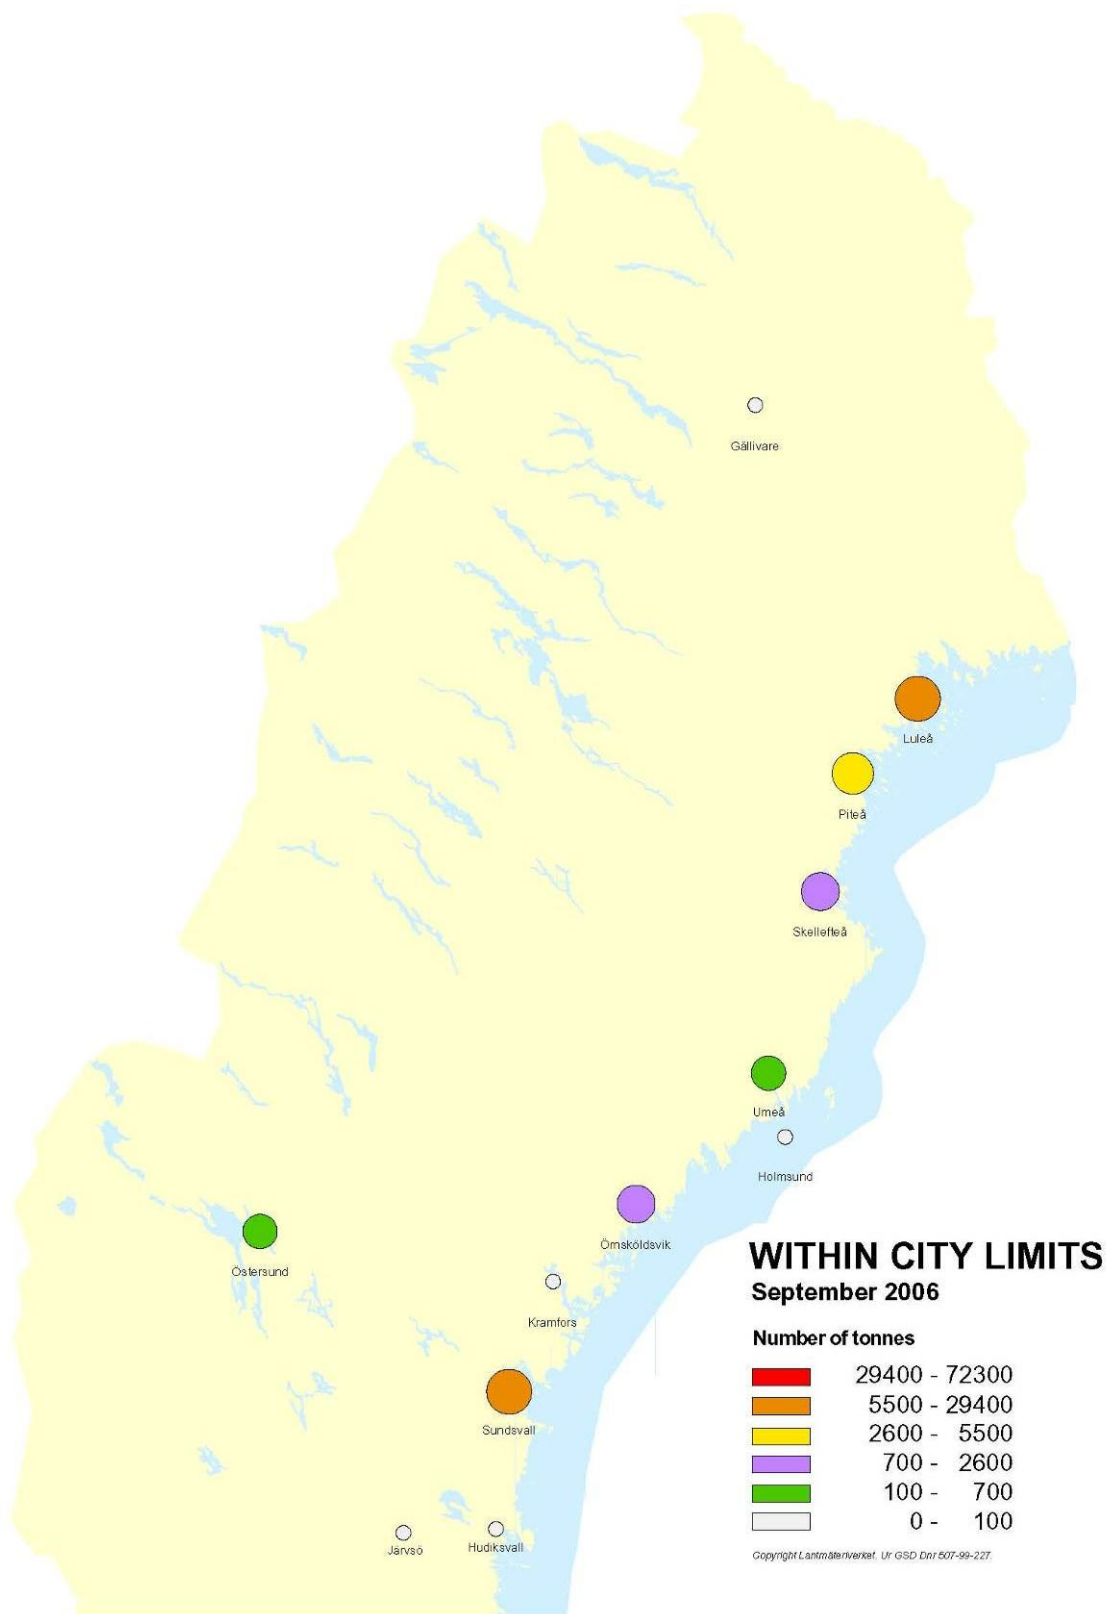 Gällivare
Luleå
Piteå
Skellefteå
Umeå
Holmsund
Örnsköldsvik
Östersund
Kramfors
Sundsvall
Järvsö
Hudiksvall
WITHIN CITY LIMITS
September 2006
Number of tonnes
29400 - 72300
5500 - 29400
2600 - 5500
700 - 2600
100 - 700
0 - 100
Copyright Lantmäteriverket. Ur GSD Dnr 507-99-227.